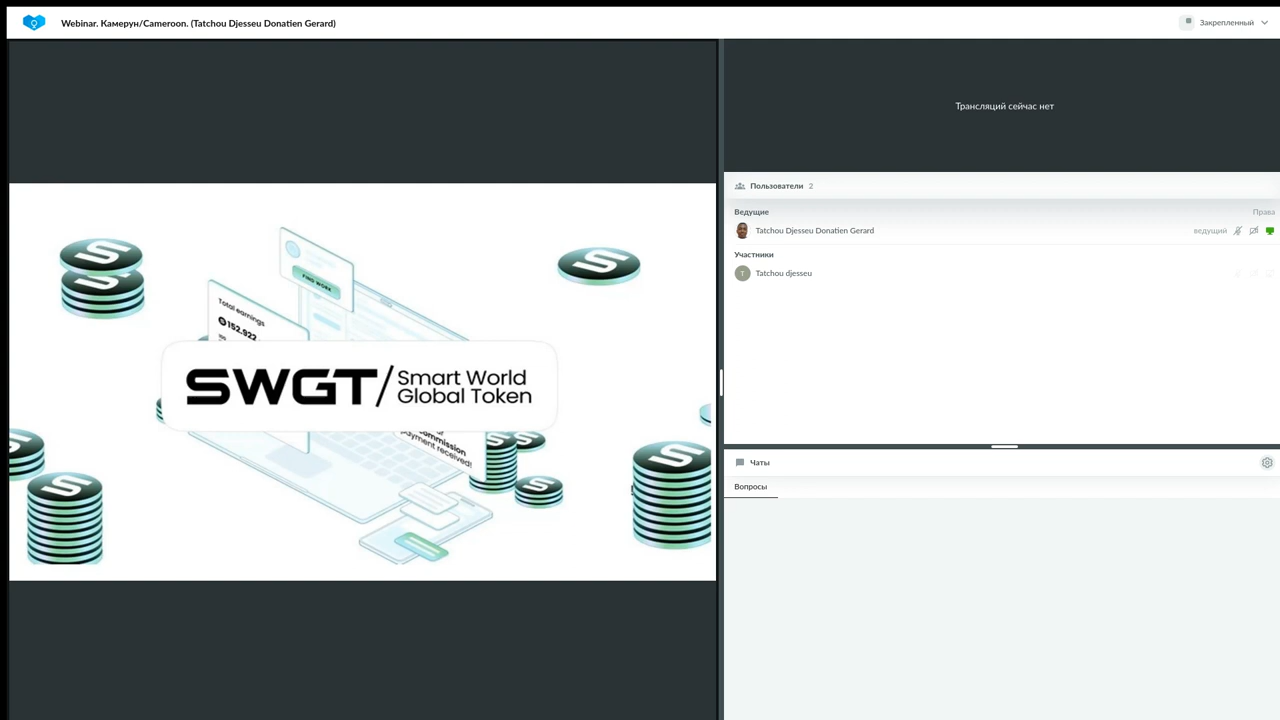 Webinar. Камерун/Cameroon. (Tatchou Djesseu Donatien Gerard)
Закрепленный
FIND WORK
Total earnings
152.922
SWGT/Smart World
Global Token
commission
payment received!
Трансляций сейчас нет
Пользователи 2
Ведущие Права
Tatchou Djesseu Donatien Gerard ведущий
Участники
T Tatchou djesseu
Чаты
Вопросы